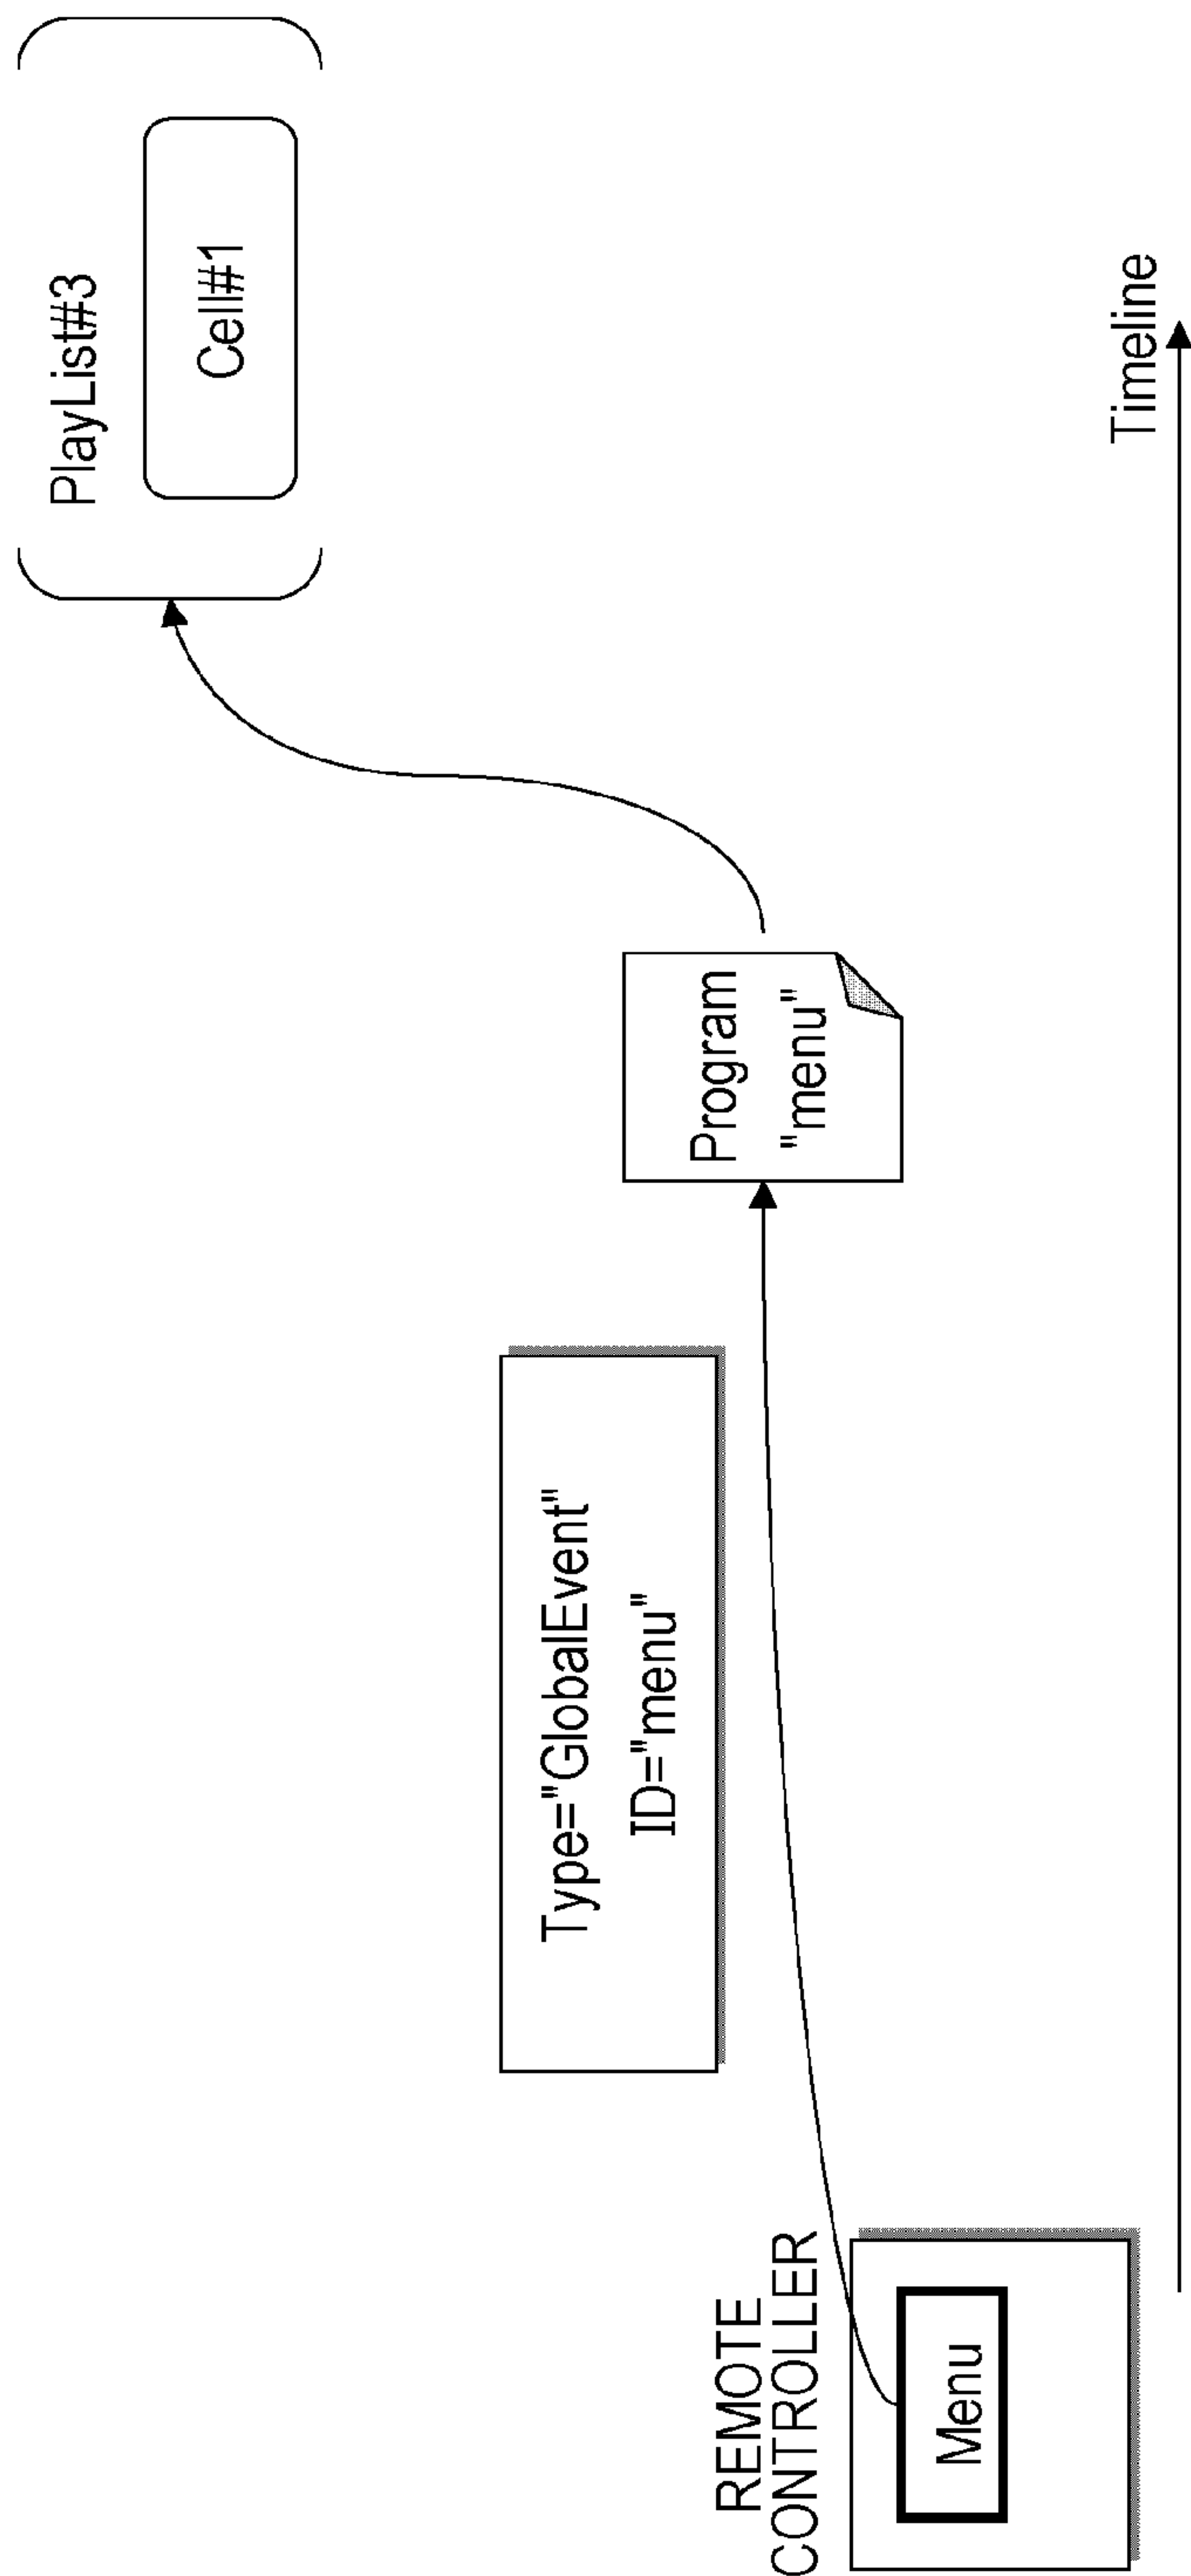 PlayList#3
Cell#1
Type="GlobalEvent"
ID="menu"
Program
"menu"
REMOTE
CONTROLLER
Menu
Timeline